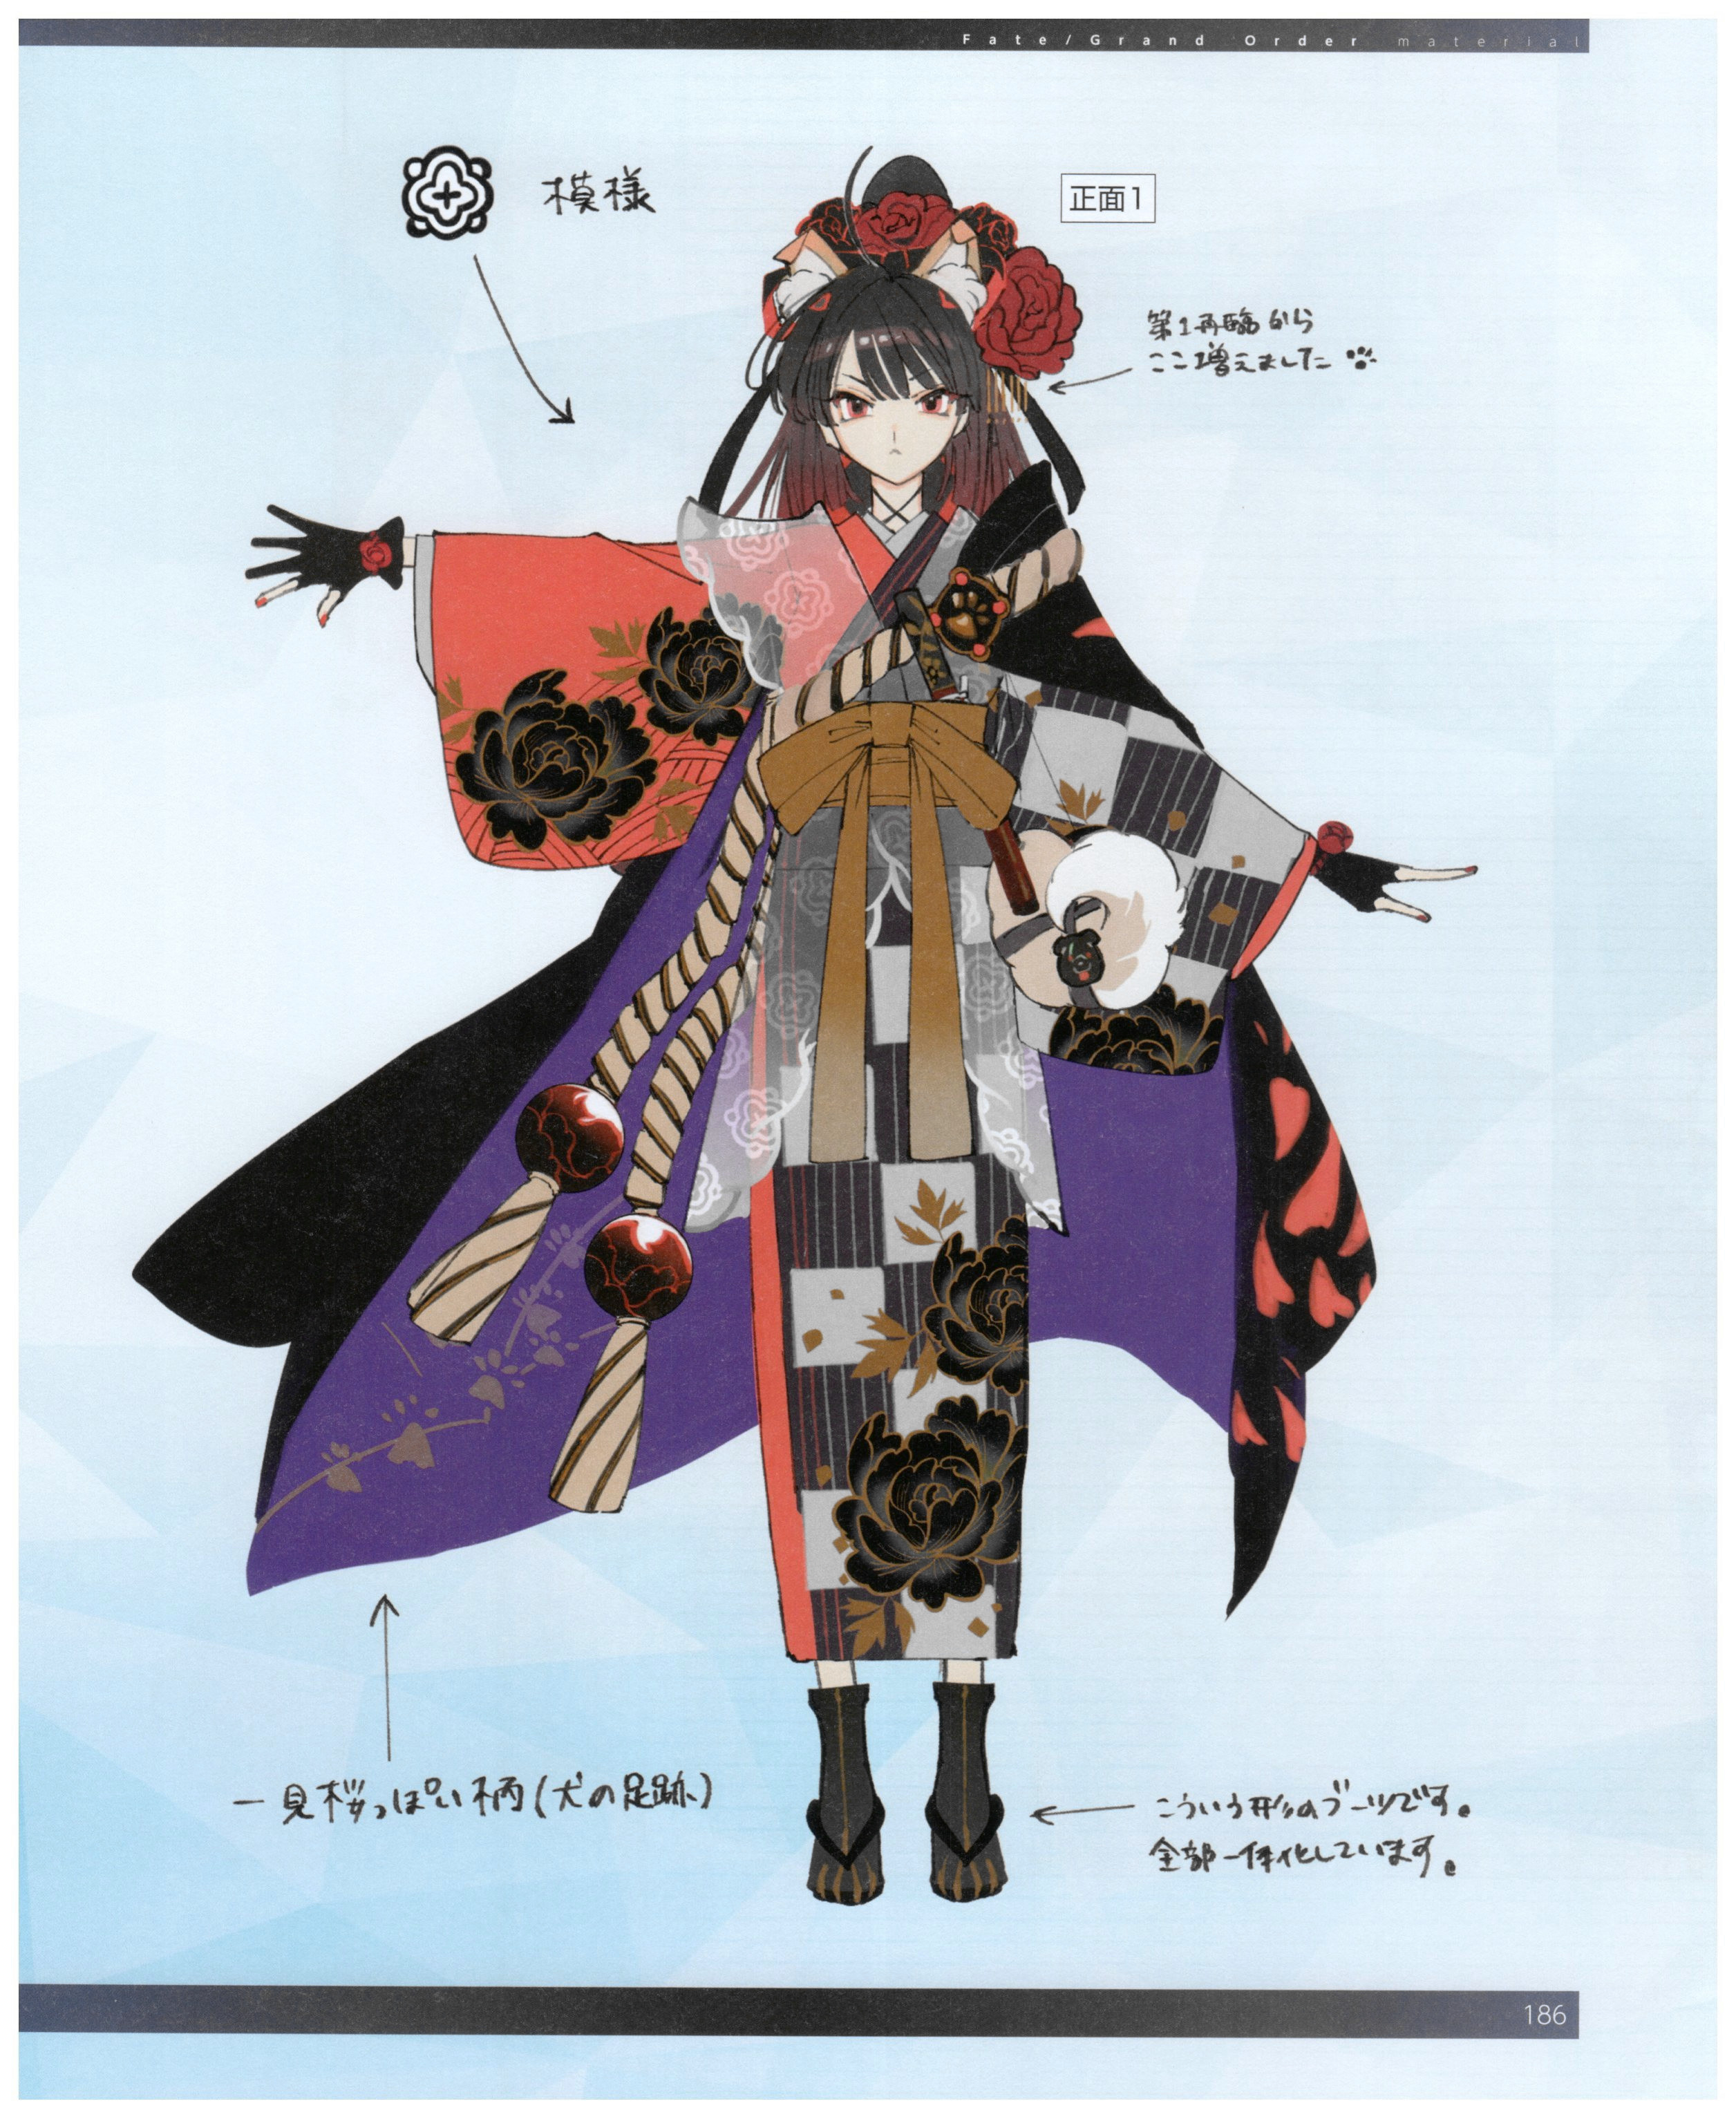 Fate/Grand Order material
模様
正面1
第1再臨から
ここ増えました
一見桜っぽい柄(犬の足跡)
こういう形のブーツです。
全部一体化しています。
186